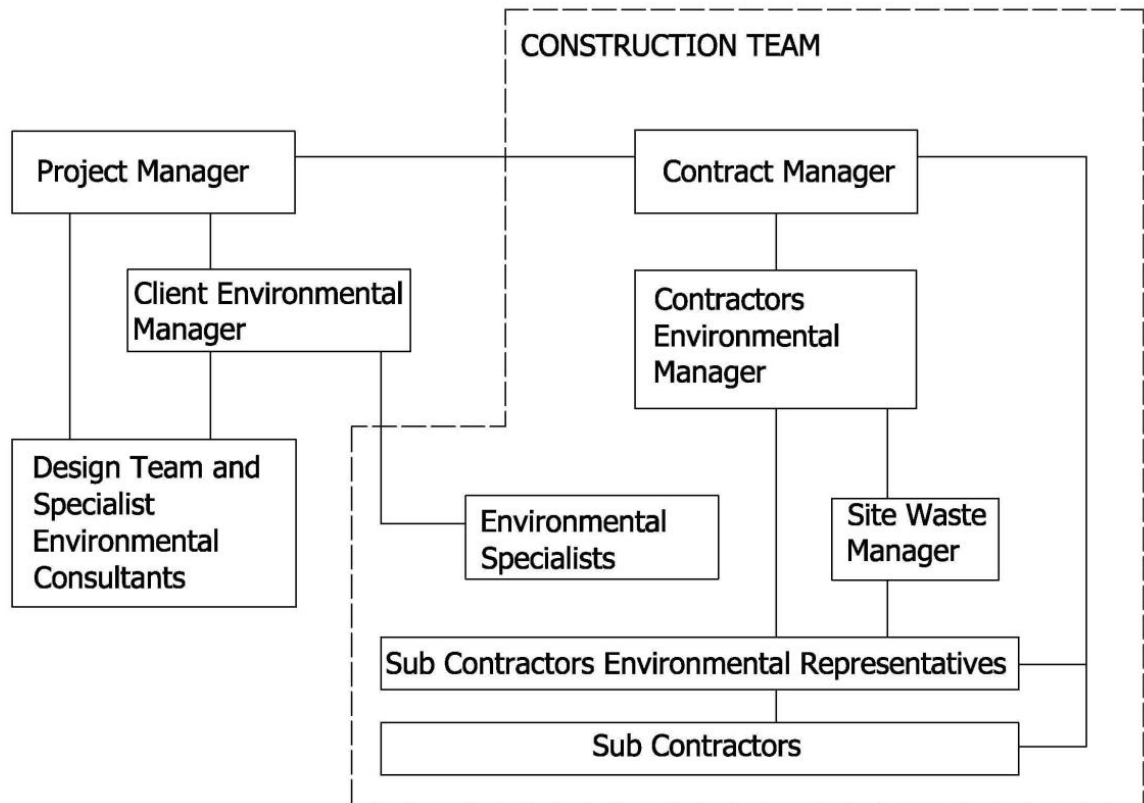 CONSTRUCTION TEAM
Project Manager
Contract Manager
Client Environmental
Manager
Contractors
Environmental
Manager
Design Team and
Specialist
Environmental
Consultants
Environmental
Specialists
Site Waste
Manager
Sub Contractors Environmental Representatives
Sub Contractors